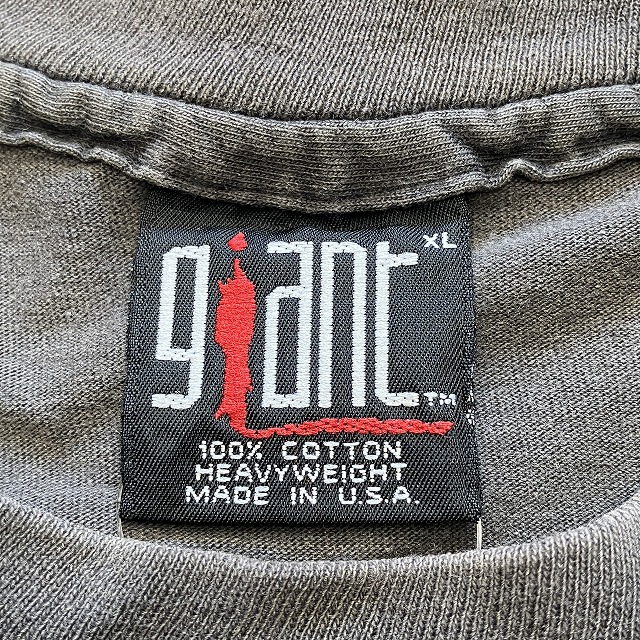 XL
giant
TM
100% COTTON
HEAVYWEIGHT
MADE IN U.S.A.